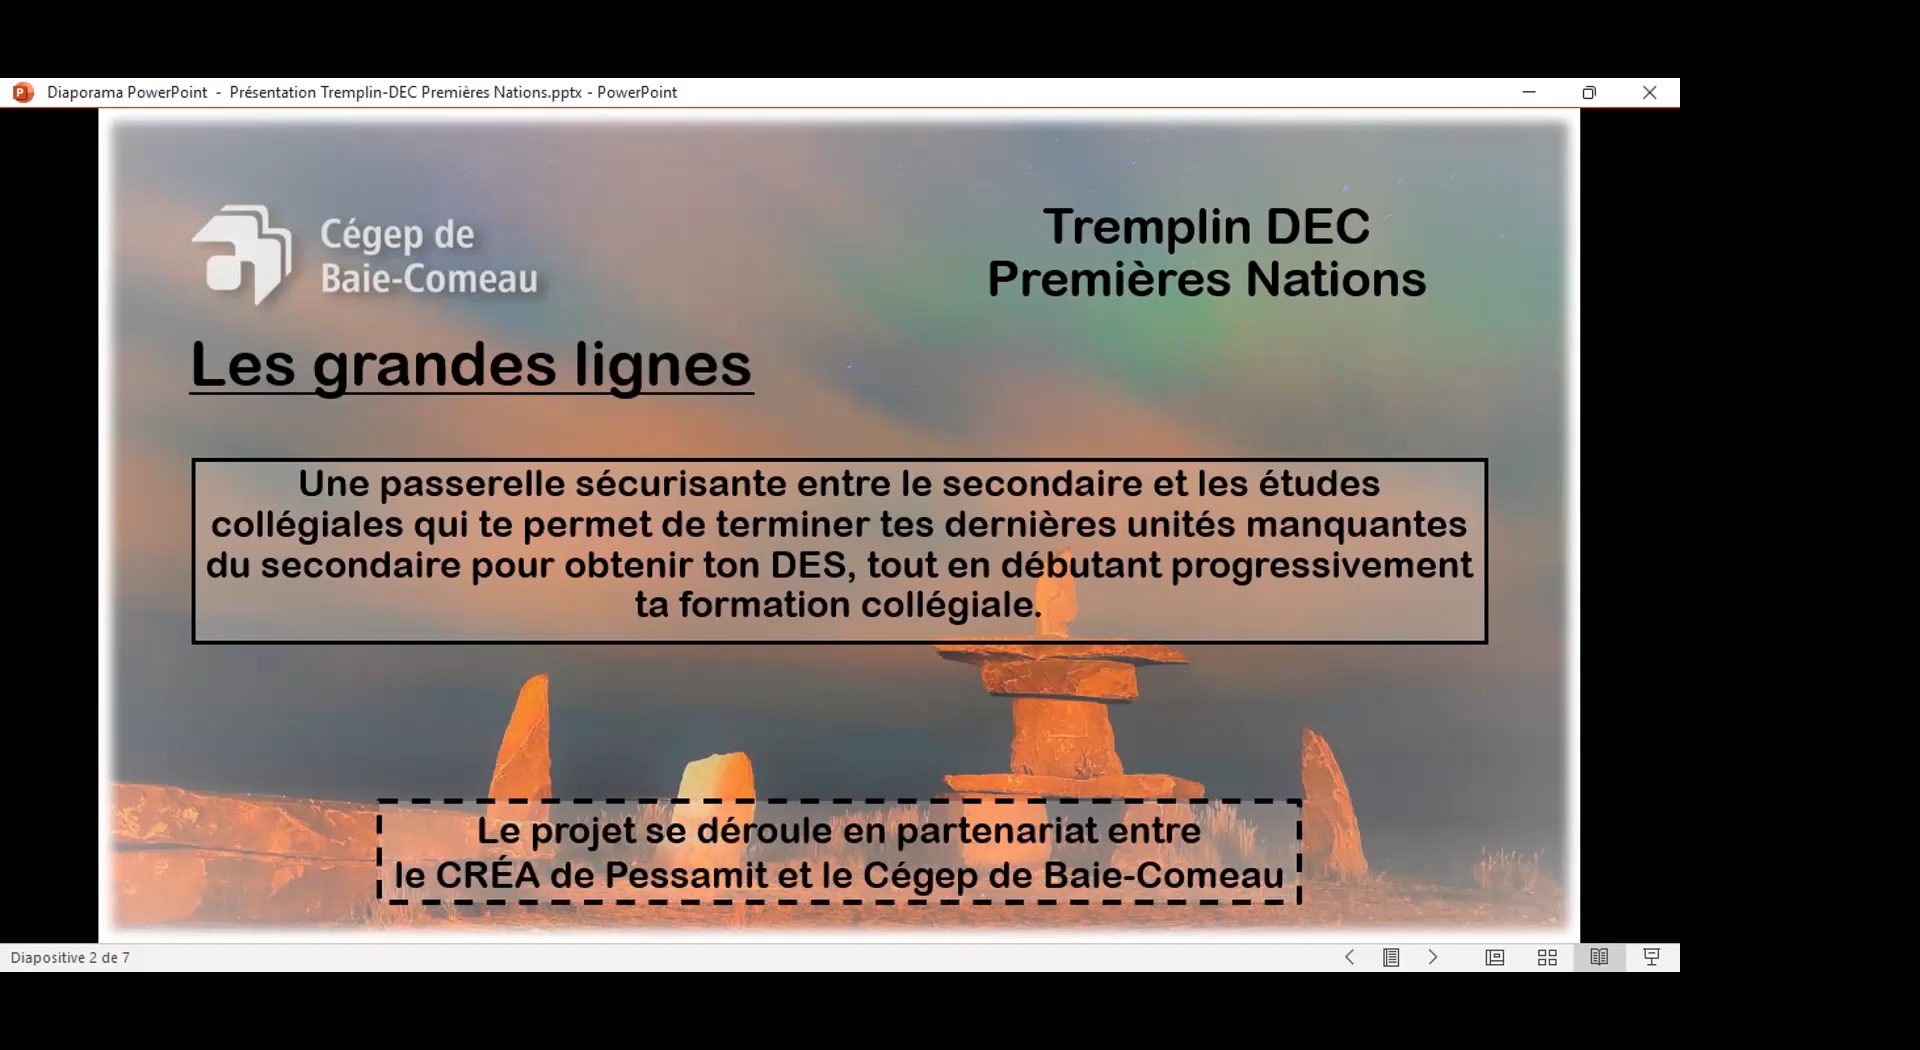 Diaporama PowerPoint - Présentation Tremplin-DEC Premières Nations.pptx - PowerPoint
Cégep de
Baie-Comeau
Tremplin DEC
Premières Nations
Les grandes lignes
Une passerelle sécurisante entre le secondaire et les études
collégiales qui te permet de terminer tes dernières unités manquantes
du secondaire pour obtenir ton DES, tout en débutant progressivement
ta formation collégiale.
Le projet se déroule en partenariat entre
le CRÉA de Pessamit et le Cégep de Baie-Comeau
Diapositive 2 de 7